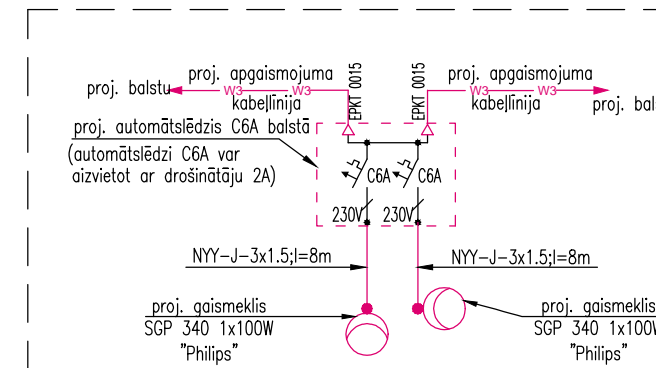 proj. apgaismojuma
W3 W3
kabeļlīnija
proj. balstu
EPKT 0015
EPKT 0015
proj. apgaismojuma
W3 W3
kabeļlīnija
proj. bals
proj. automātslēdzis C6A balstā
(automātslēdzi C6A var
aizvietot ar drošinātāju 2A)
C6A
C6A
230V
230V
NYY-J-3x1.5;l=8m
NYY-J-3x1.5;l=8m
proj. gaismeklis
SGP 340 1x100W
"Philips"
proj. gaismeklis
SGP 340 1x100W
"Philips"